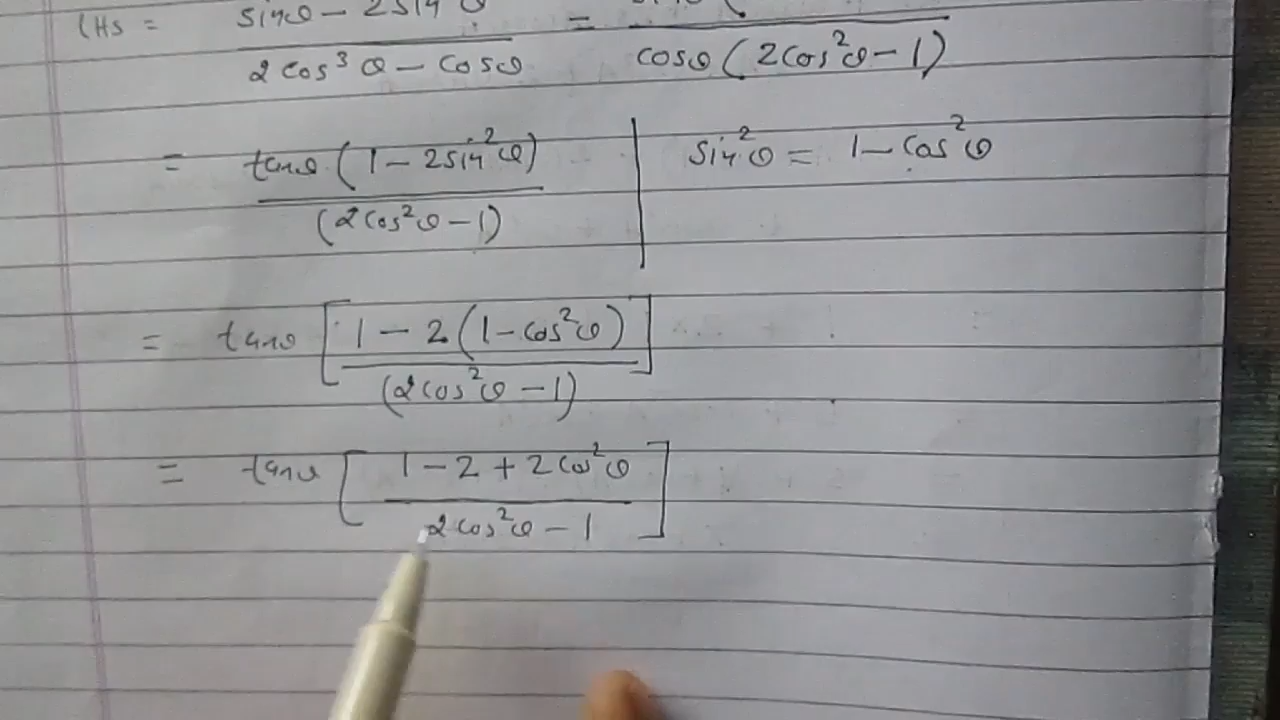 LHS = sinθ - 2sin θ / 2cos³θ - cosθ = / cosθ(2cos²θ - 1)
= tanθ(1 - 2sin²θ) / (2cos²θ - 1) | sin²θ = 1 - cos²θ
= tanθ [1 - 2(1 - cos²θ) / (2cos²θ - 1)]
= tanθ [1 - 2 + 2cos²θ / 2cos²θ - 1]